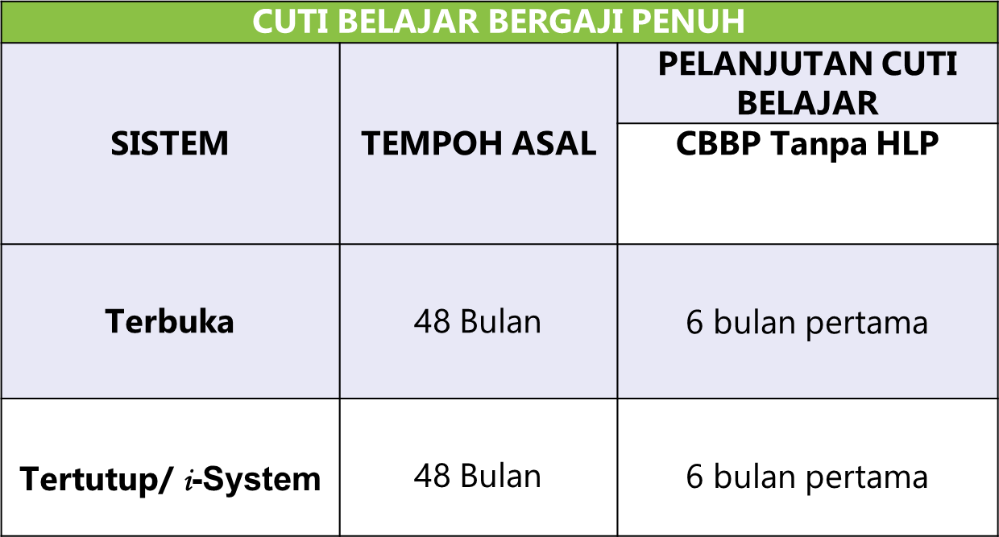 CUTI BELAJAR BERGAJI PENUH
SISTEM
TEMPOH ASAL
PELANJUTAN CUTI
BELAJAR
CBBP Tanpa HLP
Terbuka
48 Bulan
6 bulan pertama
Tertutup/ i-System
48 Bulan
6 bulan pertama